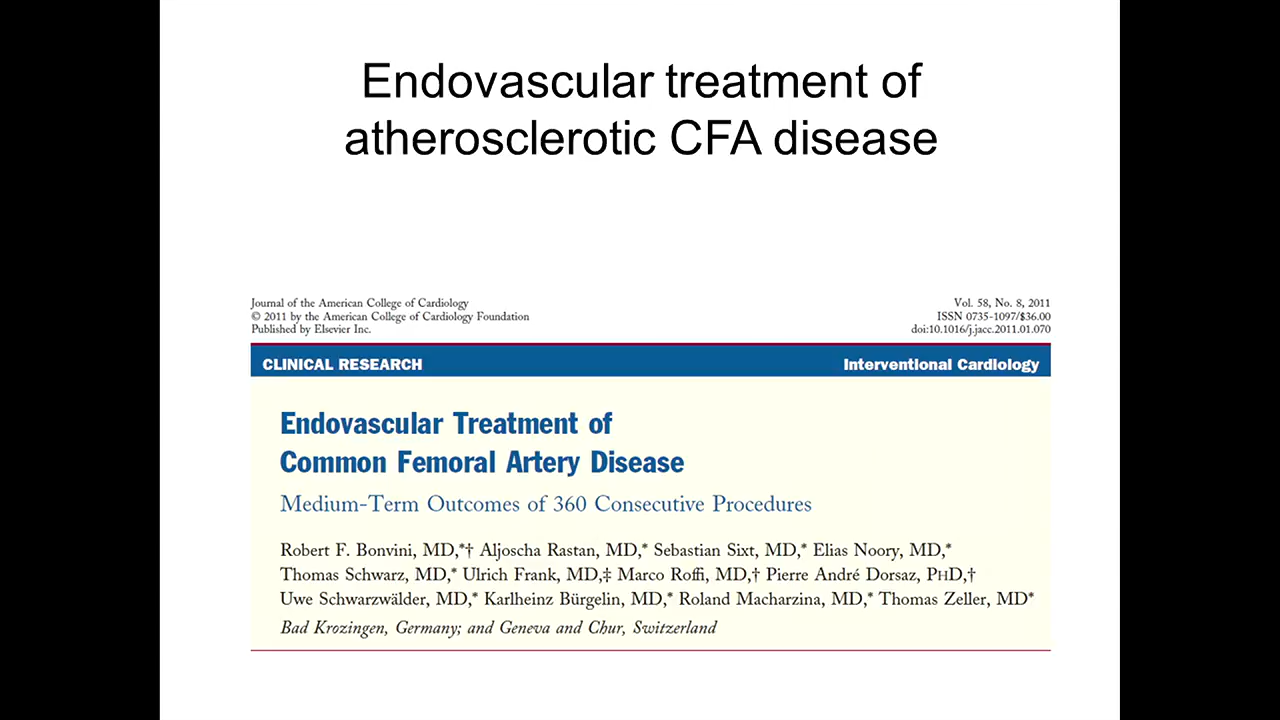 Endovascular treatment of
atherosclerotic CFA disease
Journal of the American College of Cardiology
© 2011 by the American College of Cardiology Foundation
Published by Elsevier Inc.
Vol. 58, No. 8, 2011
ISSN 0735-1097/$36.00
doi:10.1016/j.jacc.2011.01.070
CLINICAL RESEARCH
Interventional Cardiology
Endovascular Treatment of
Common Femoral Artery Disease
Medium-Term Outcomes of 360 Consecutive Procedures
Robert F. Bonvini, MD,*† Aljoscha Rastan, MD,* Sebastian Sixt, MD,* Elias Noory, MD,*
Thomas Schwarz, MD,* Ulrich Frank, MD,‡ Marco Roffi, MD,† Pierre André Dorsaz, PHD,†
Uwe Schwarzwälder, MD,* Karlheinz Bürgelin, MD,* Roland Macharzina, MD,* Thomas Zeller, MD*
Bad Krozingen, Germany; and Geneva and Chur, Switzerland